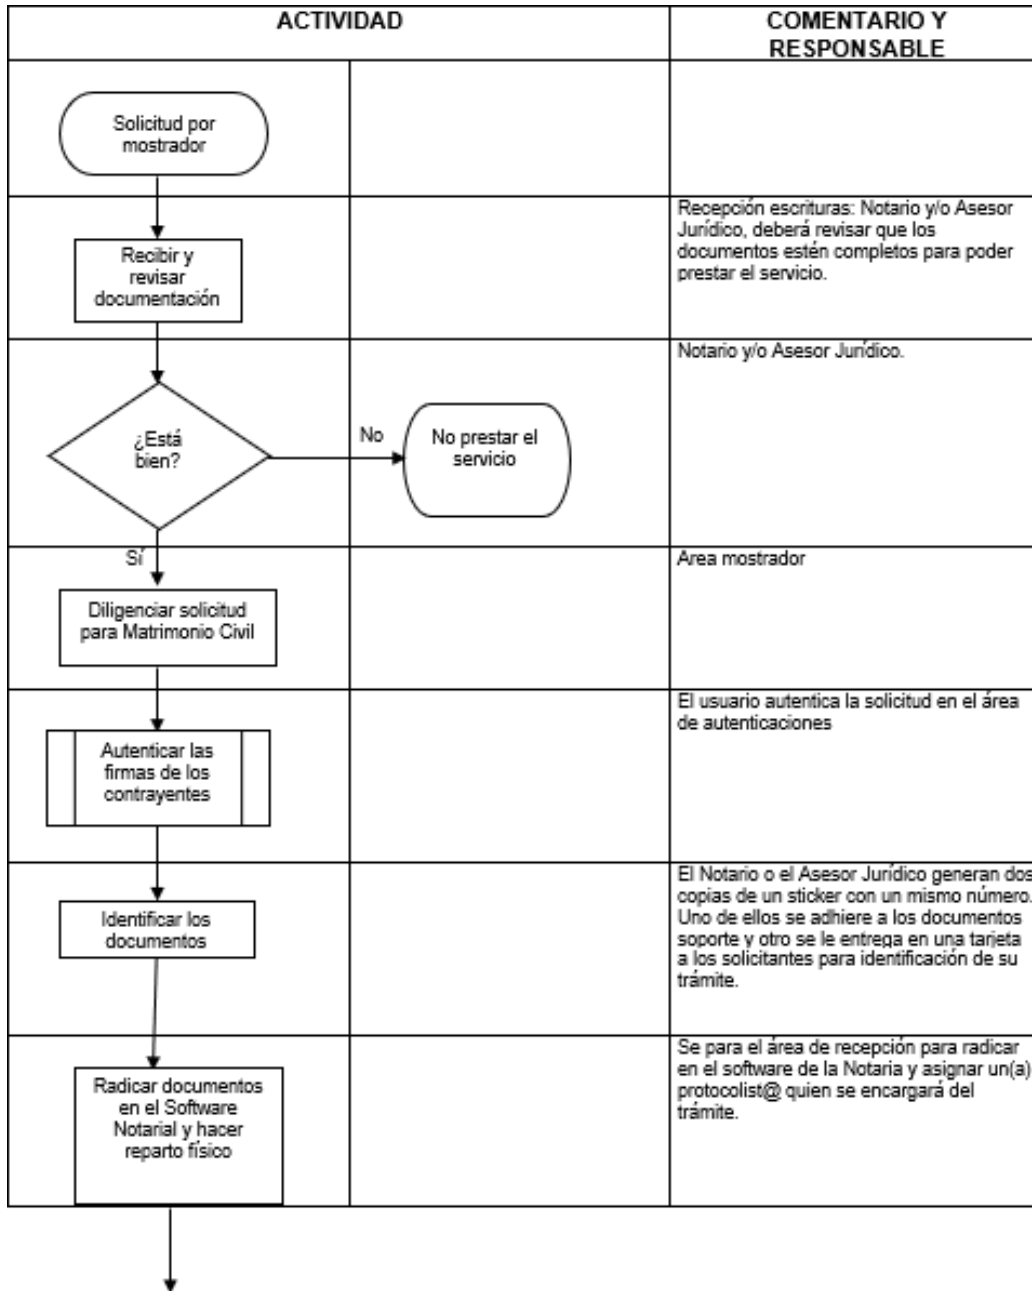 ACTIVIDAD
COMENTARIO Y
RESPONSABLE
Solicitud por
mostrador
Recibir y
revisar
documentación
Recepción escrituras: Notario y/o Asesor
Jurídico, deberá revisar que los
documentos estén completos para poder
prestar el servicio.
¿Está
bien?
No
No prestar el
servicio
Notario y/o Asesor Jurídico.
Sí
Diligenciar solicitud
para Matrimonio Civil
Area mostrador
Autenticar las
firmas de los
contrayentes
El usuario autentica la solicitud en el área
de autenticaciones
Identificar los
documentos
El Notario o el Asesor Jurídico generan dos
copias de un sticker con un mismo número.
Uno de ellos se adhiere a los documentos
soporte y otro se le entrega en una tarjeta
a los solicitantes para identificación de su
trámite.
Radicar documentos
en el Software
Notarial y hacer
reparto físico
Se para el área de recepción para radicar
en el software de la Notaria y asignar un(a)
protocolist@ quien se encargará del
trámite.